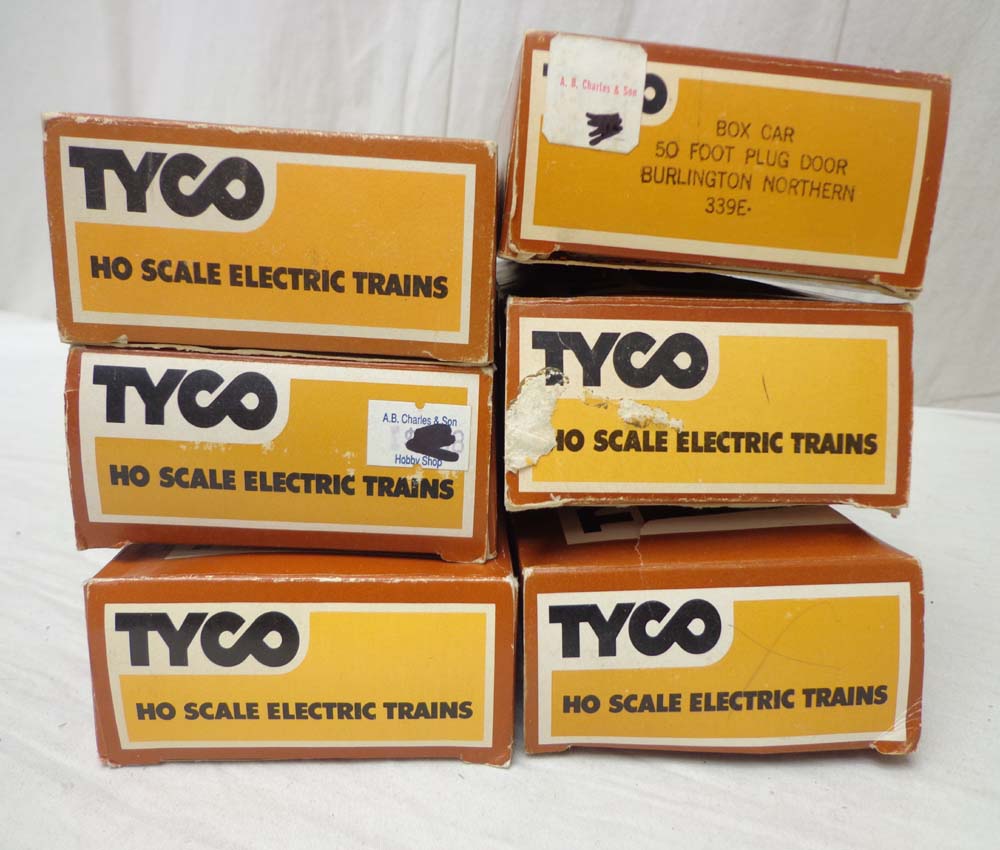 TYCO
HO SCALE ELECTRIC TRAINS
TYCO
A.B. Charles & Son
Hobby Shop
HO SCALE ELECTRIC TRAINS
TYCO
HO SCALE ELECTRIC TRAINS
A. B. Charles & Son
BOX CAR
50 FOOT PLUG DOOR
BURLINGTON NORTHERN
339E.
TYCO
HO SCALE ELECTRIC TRAINS
TYCO
HO SCALE ELECTRIC TRAINS